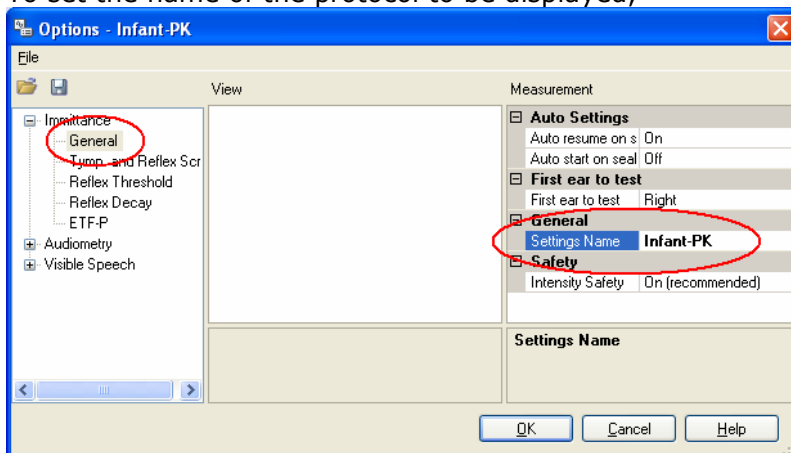 To set the name of the protocol to be displayed,
Options - Infant-PK
File
View
Measurement
Immittance
General
Tymp. and Reflex Scr
Reflex Threshold
Reflex Decay
ETF-P
Audiometry
Visible Speech
Auto Settings
Auto resume on s On
Auto start on seal Off
First ear to test
First ear to test Right
General
Settings Name Infant-PK
Safety
Intensity Safety On (recommended)
Settings Name
OK Cancel Help